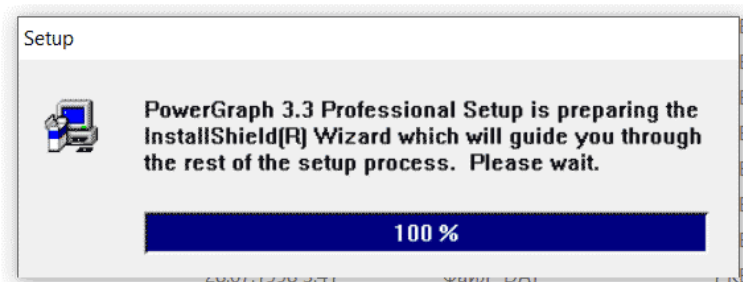 Setup
PowerGraph 3.3 Professional Setup is preparing the
InstallShield(R) Wizard which will guide you through
the rest of the setup process.  Please wait.
100 %